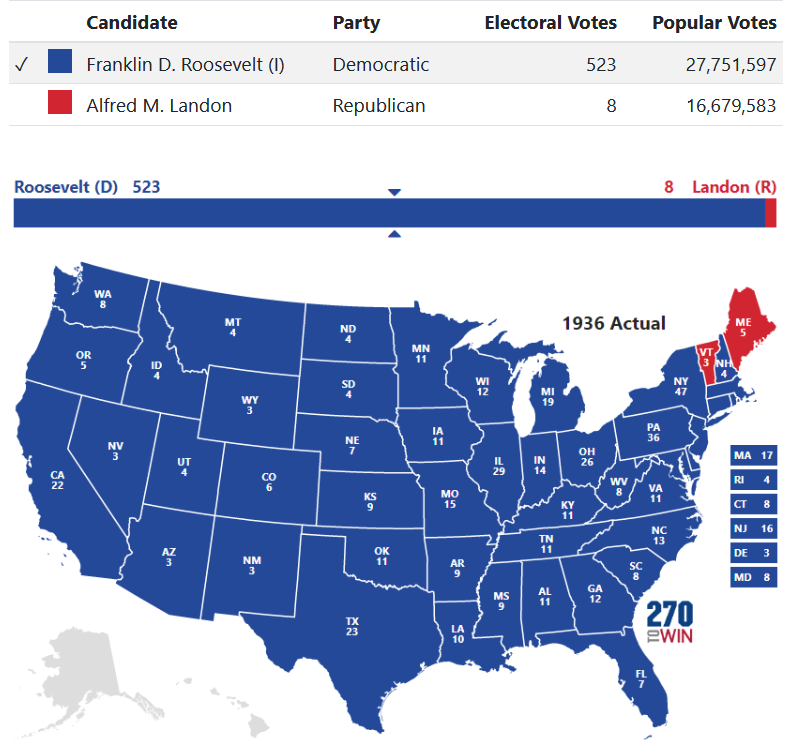 Candidate Party Electoral Votes Popular Votes
✓ Franklin D. Roosevelt (I) Democratic 523 27,751,597
Alfred M. Landon Republican 8 16,679,583
Roosevelt (D) 523 8 Landon (R)
1936 Actual
WA
8
OR
5
ID
4
MT
4
ND
4
MN
11
SD
4
WY
3
NV
3
UT
4
CA
22
CO
6
NE
7
IA
11
WI
12
MI
19
IL
29
IN
14
OH
26
KS
9
MO
15
KY
11
WV
8
VA
11
PA
36
NY
47
VT
3
NH
4
ME
5
AZ
3
NM
3
OK
11
AR
9
TN
11
NC
13
SC
8
TX
23
LA
10
MS
9
AL
11
GA
12
FL
7
MA 17
RI 4
CT 8
NJ 16
DE 3
MD 8
270
TO WIN